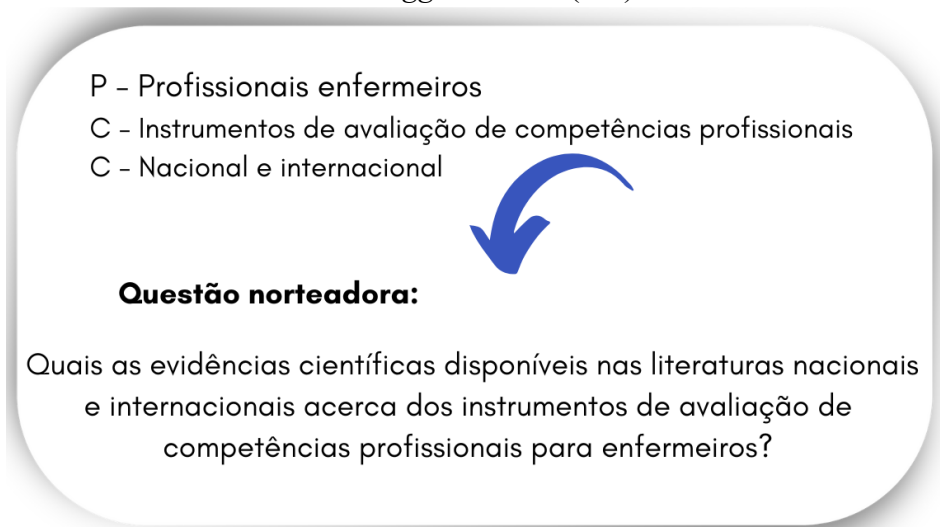 P - Profissionais enfermeiros
C - Instrumentos de avaliação de competências profissionais
C - Nacional e internacional
Questão norteadora:
Quais as evidências científicas disponíveis nas literaturas nacionais
e internacionais acerca dos instrumentos de avaliação de
competências profissionais para enfermeiros?